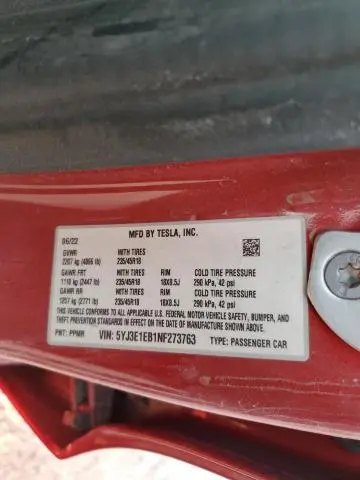 MFD BY TESLA, INC.
06/22
GVWR WITH TIRES
2207 kg (4866 lb) 235/45R18
GAWR FRT WITH TIRES RIM COLD TIRE PRESSURE
1110 kg (2447 lb) 235/45R18 18X8.5J 290 kPa, 42 psi
GAWR RR WITH TIRES RIM COLD TIRE PRESSURE
1257 kg (2771 lb) 235/45R18 18X8.5J 290 kPa, 42 psi
THIS VEHICLE CONFORMS TO ALL APPLICABLE U.S. FEDERAL MOTOR VEHICLE SAFETY, BUMPER, AND
THEFT PREVENTION STANDARDS IN EFFECT ON THE DATE OF MANUFACTURE SHOWN ABOVE.
PNT: PPMR VIN: 5YJ3E1EB1NF273763 TYPE: PASSENGER CAR